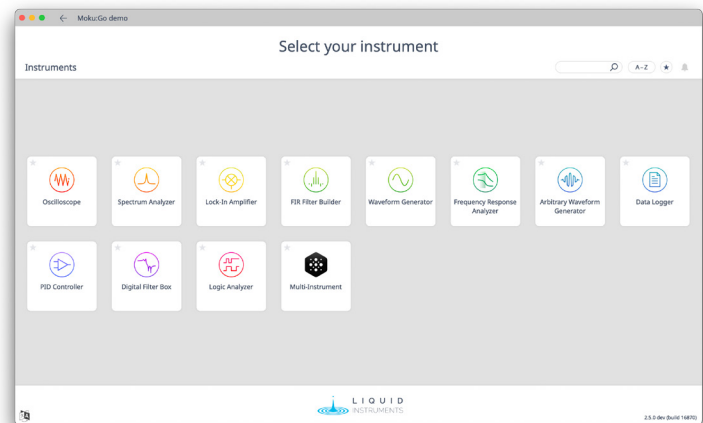 Moku:Go demo
Select your instrument
Instruments
A–Z
Oscilloscope
Spectrum Analyzer
Lock-In Amplifier
FIR Filter Builder
Waveform Generator
Frequency Response
Analyzer
Arbitrary Waveform
Generator
Data Logger
PID Controller
Digital Filter Box
Logic Analyzer
Multi-Instrument
LIQUID
INSTRUMENTS
2.5.0 dev (build 16870)